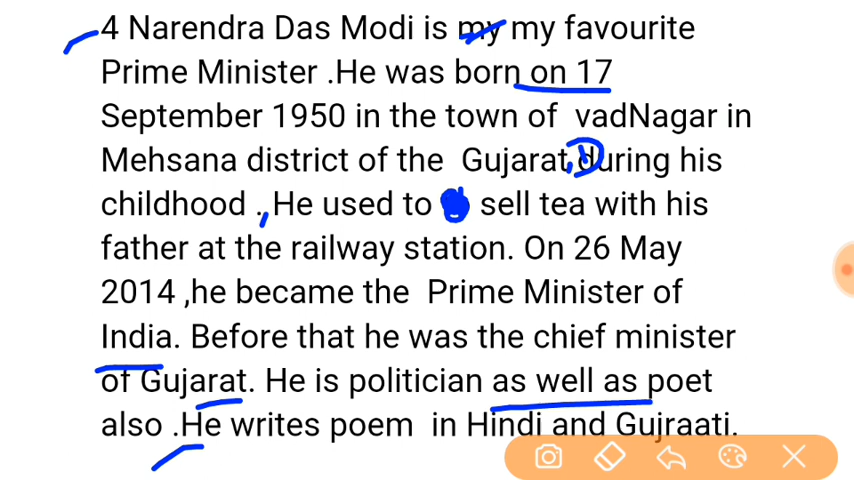 4 Narendra Das Modi is my my favourite
Prime Minister .He was born on 17
September 1950 in the town of vadNagar in
Mehsana district of the Gujarat, During his
childhood ., He used to sell tea with his
father at the railway station. On 26 May
2014 ,he became the Prime Minister of
India. Before that he was the chief minister
of Gujarat. He is politician as well as poet
also .He writes poem in Hindi and Gujraati.